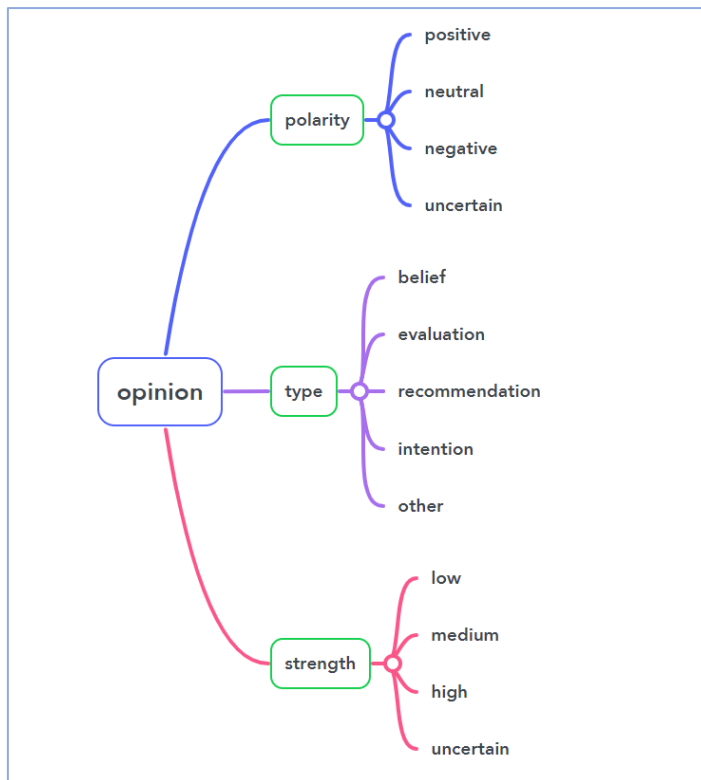 opinion
polarity
positive
neutral
negative
uncertain
type
belief
evaluation
recommendation
intention
other
strength
low
medium
high
uncertain